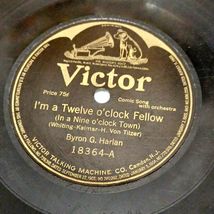 Victor
Price 75¢
Comic Song
with orchestra
I'm a Twelve o'clock Fellow
(In a Nine o'clock Town)
(Whiting-Kalmar-H. Von Tilzer)
Byron G. Harlan
18364-A
VICTOR TALKING MACHINE CO. Camden, N.J.